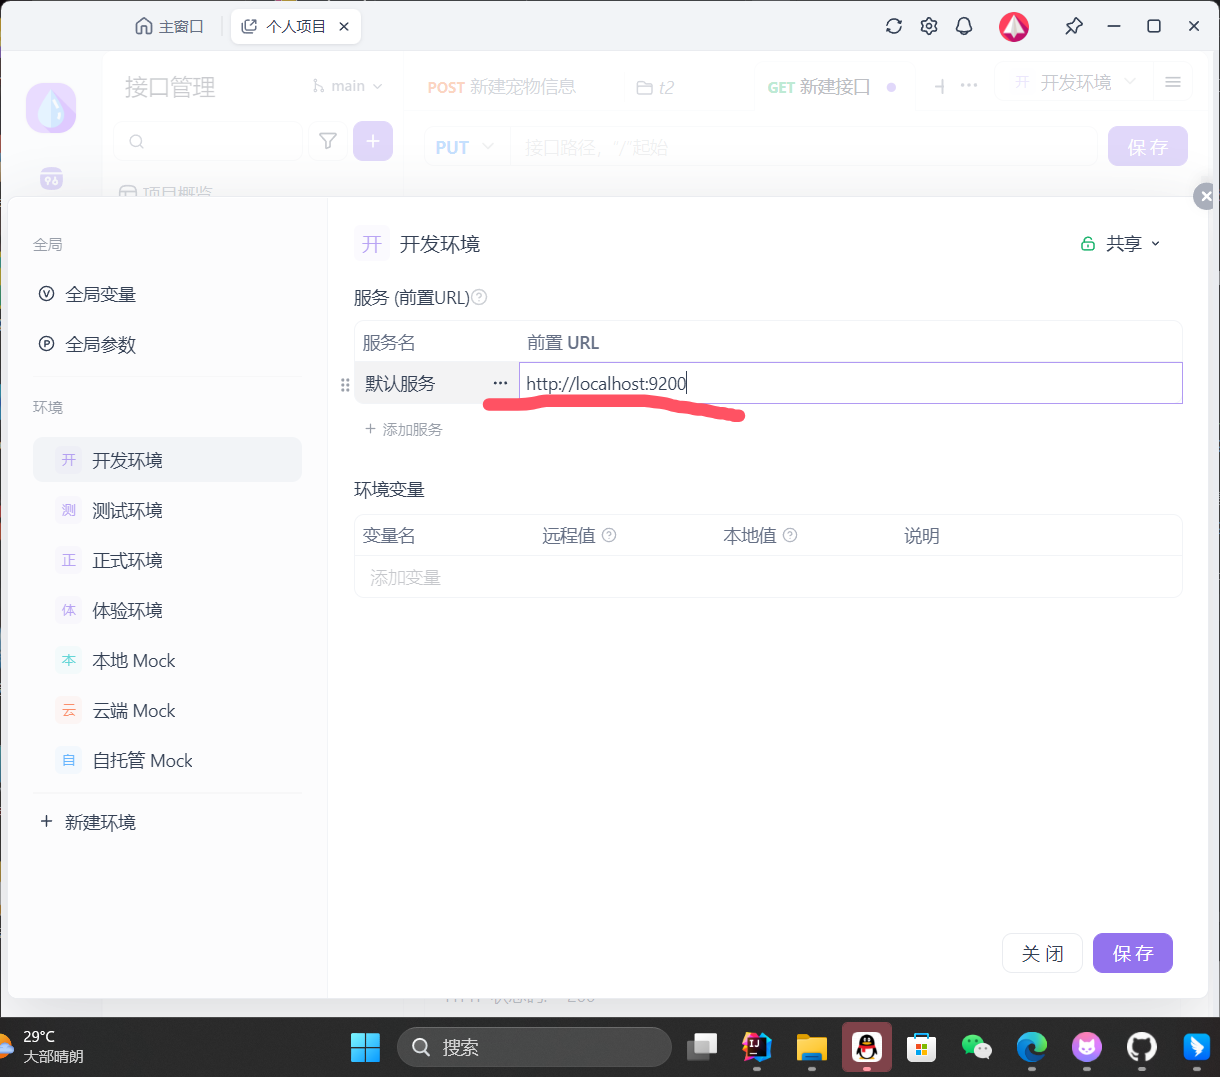 主窗口
个人项目
接口管理
main
POST 新建宠物信息
t2
GET 新建接口
开 开发环境
PUT
接口路径，"/"起始
保存
项目概览
全局
全局变量
全局参数
环境
开 开发环境
测 测试环境
正 正式环境
体 体验环境
本 本地 Mock
云 云端 Mock
自 自托管 Mock
+ 新建环境
开 开发环境
共享
服务 (前置URL)
服务名 前置 URL
默认服务 ··· http://localhost:9200
+ 添加服务
环境变量
变量名 远程值 本地值 说明
添加变量
关闭
保存
29°C
大部晴朗
搜索